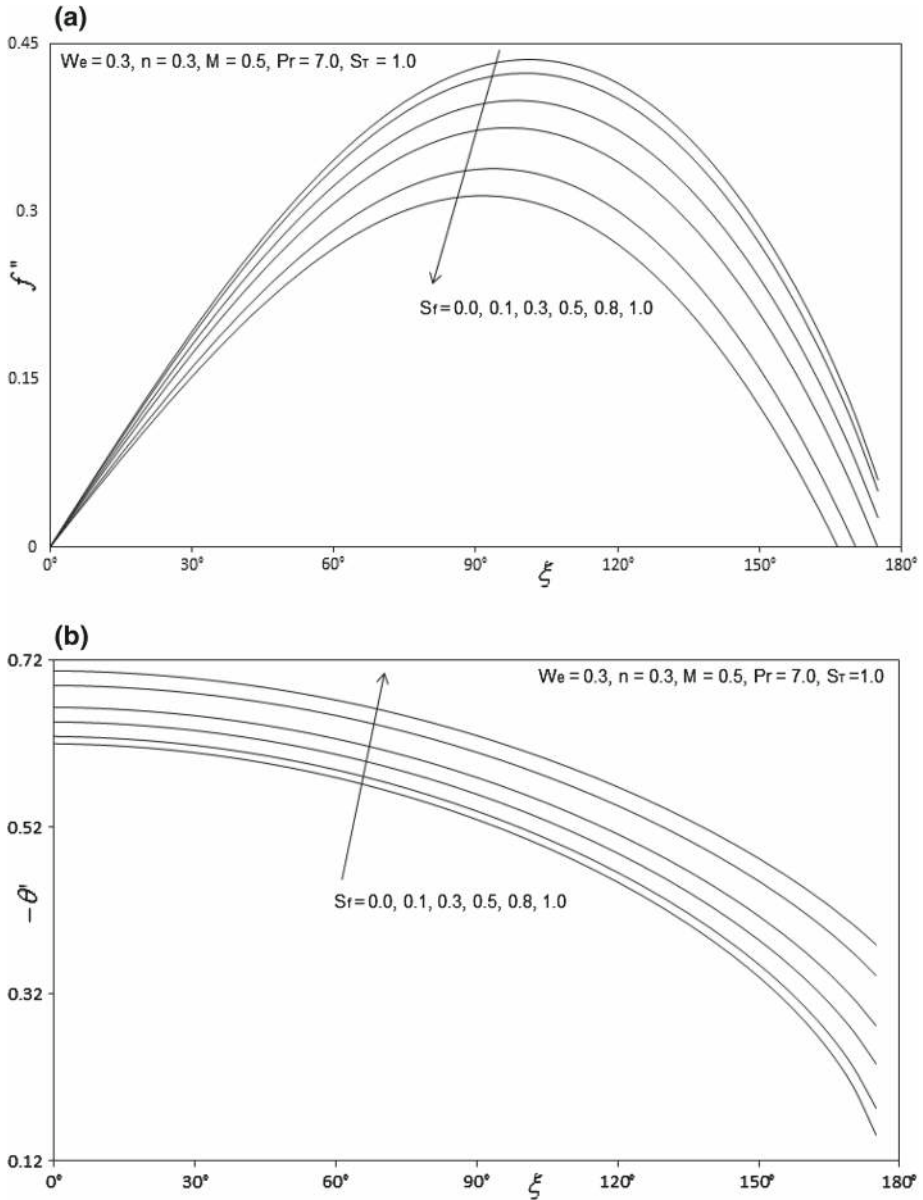 (a)
0.45
We = 0.3, n = 0.3, M = 0.5, Pr = 7.0, ST = 1.0
0.3
f''
Sf = 0.0, 0.1, 0.3, 0.5, 0.8, 1.0
0.15
0
0° 30° 60° 90° 120° 150° 180°
ξ
(b)
0.72
We = 0.3, n = 0.3, M = 0.5, Pr = 7.0, ST = 1.0
0.52
−θ'
Sf = 0.0, 0.1, 0.3, 0.5, 0.8, 1.0
0.32
0.12
0° 30° 60° 90° 120° 150° 180°
ξ